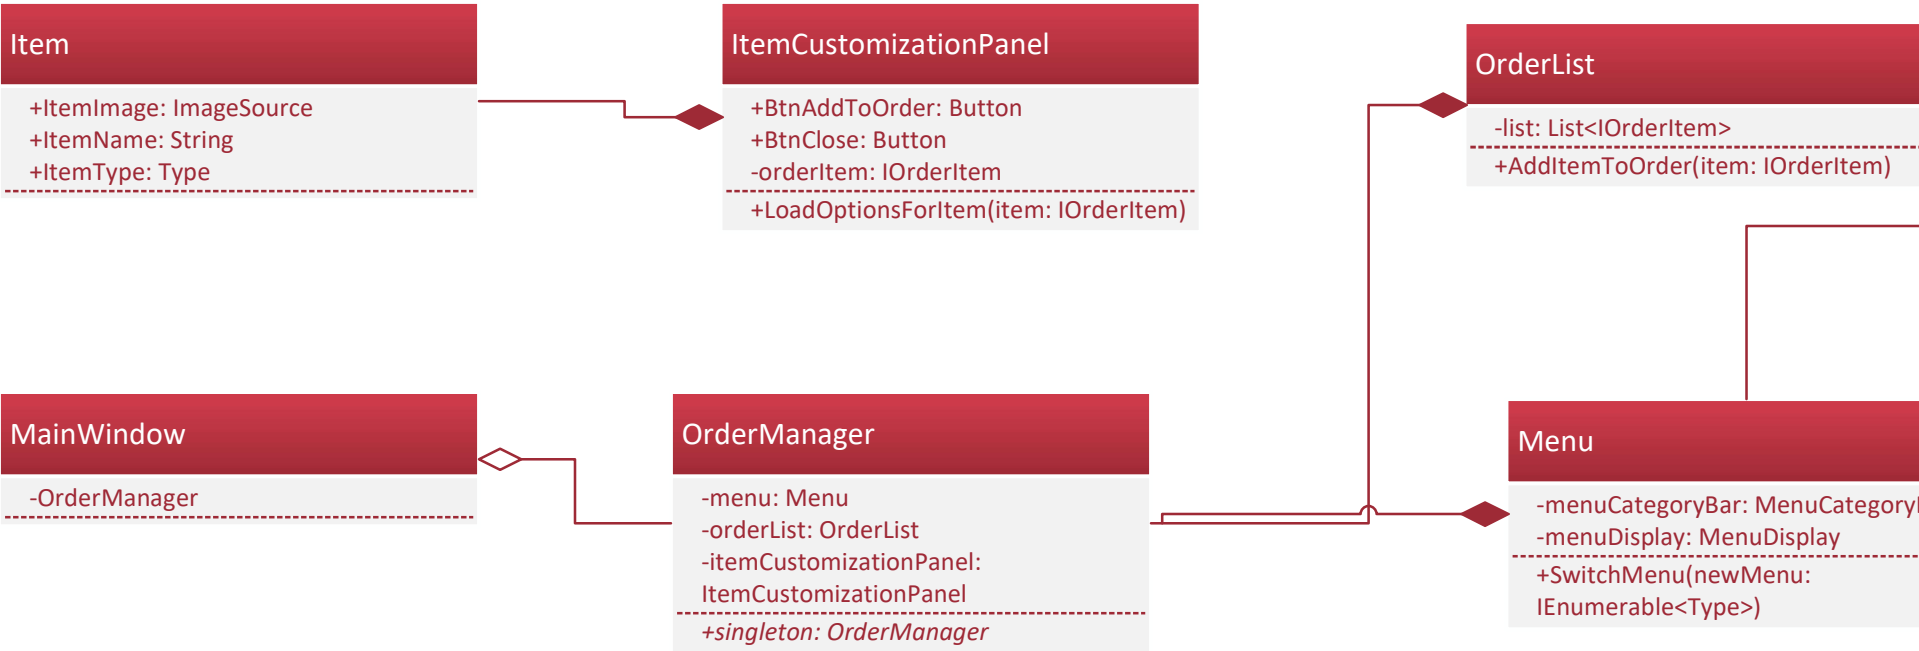 Item
+ItemImage: ImageSource
+ItemName: String
+ItemType: Type
ItemCustomizationPanel
+BtnAddToOrder: Button
+BtnClose: Button
-orderItem: IOrderItem
+LoadOptionsForItem(item: IOrderItem)
OrderList
-list: List<IOrderItem>
+AddItemToOrder(item: IOrderItem)
MainWindow
-OrderManager
OrderManager
-menu: Menu
-orderList: OrderList
-itemCustomizationPanel:
ItemCustomizationPanel
+singleton: OrderManager
Menu
-menuCategoryBar: MenuCategory
-menuDisplay: MenuDisplay
+SwitchMenu(newMenu:
IEnumerable<Type>)